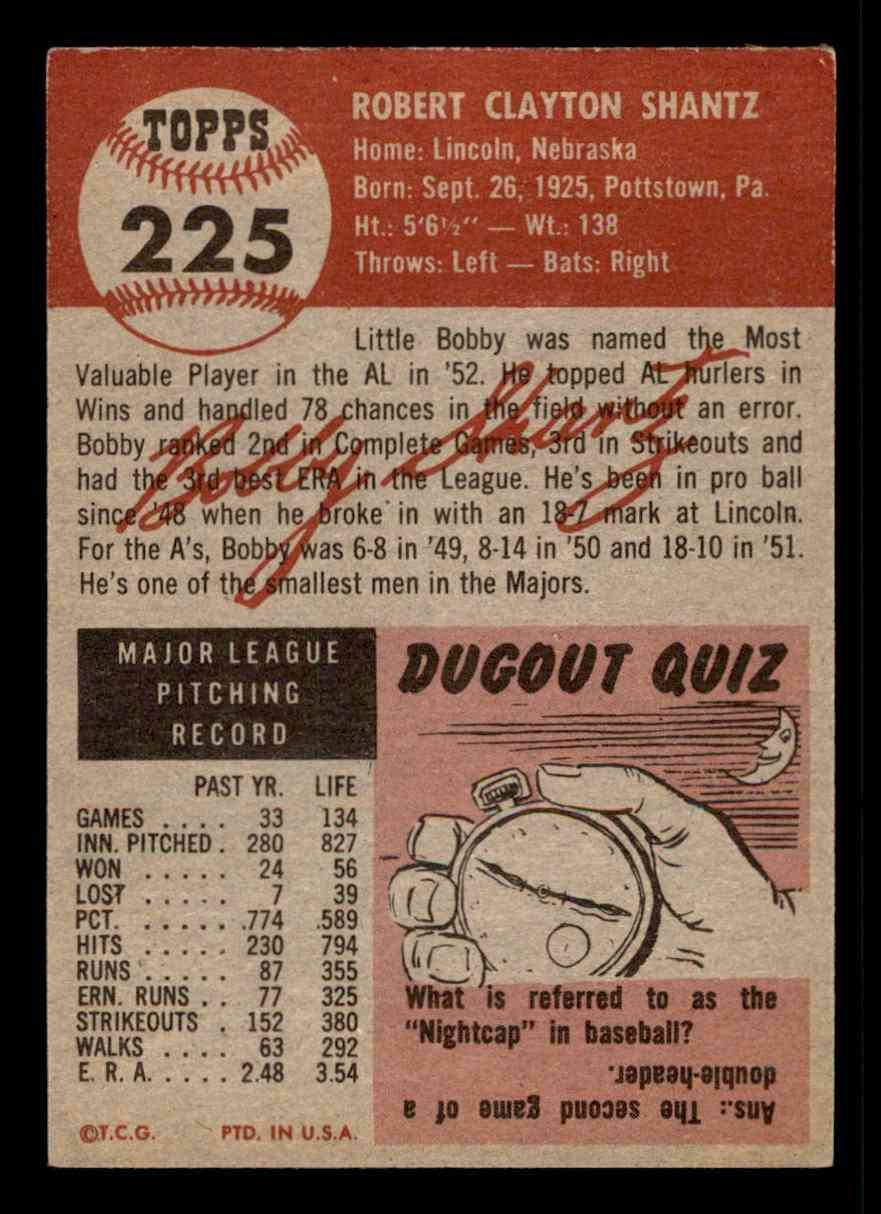 TOPPS
225
ROBERT CLAYTON SHANTZ
Home: Lincoln, Nebraska
Born: Sept. 26, 1925, Pottstown, Pa.
Ht.: 5'6½" — Wt.: 138
Throws: Left — Bats: Right
Little Bobby was named the Most
Valuable Player in the AL in '52. He topped AL hurlers in
Wins and handled 78 chances in the field without an error.
Bobby ranked 2nd in Complete Games, 3rd in Strikeouts and
had the 3rd best ERA in the League. He's been in pro ball
since '48 when he broke in with an 18-7 mark at Lincoln.
For the A's, Bobby was 6-8 in '49, 8-14 in '50 and 18-10 in '51.
He's one of the smallest men in the Majors.
Bobby Shantz
MAJOR LEAGUE
PITCHING
RECORD
PAST YR. LIFE
GAMES . . . . 33 134
INN. PITCHED . 280 827
WON . . . . . 24 56
LOST . . . . . 7 39
PCT. . . . . . .774 .589
HITS . . . . . 230 794
RUNS . . . . . 87 355
ERN. RUNS . . 77 325
STRIKEOUTS . 152 380
WALKS . . . . 63 292
E. R. A. . . . . 2.48 3.54
©T.C.G. PTD. IN U.S.A.
DUGOUT QUIZ
What is referred to as the
"Nightcap" in baseball?
Ans.: The second game of a
double-header.